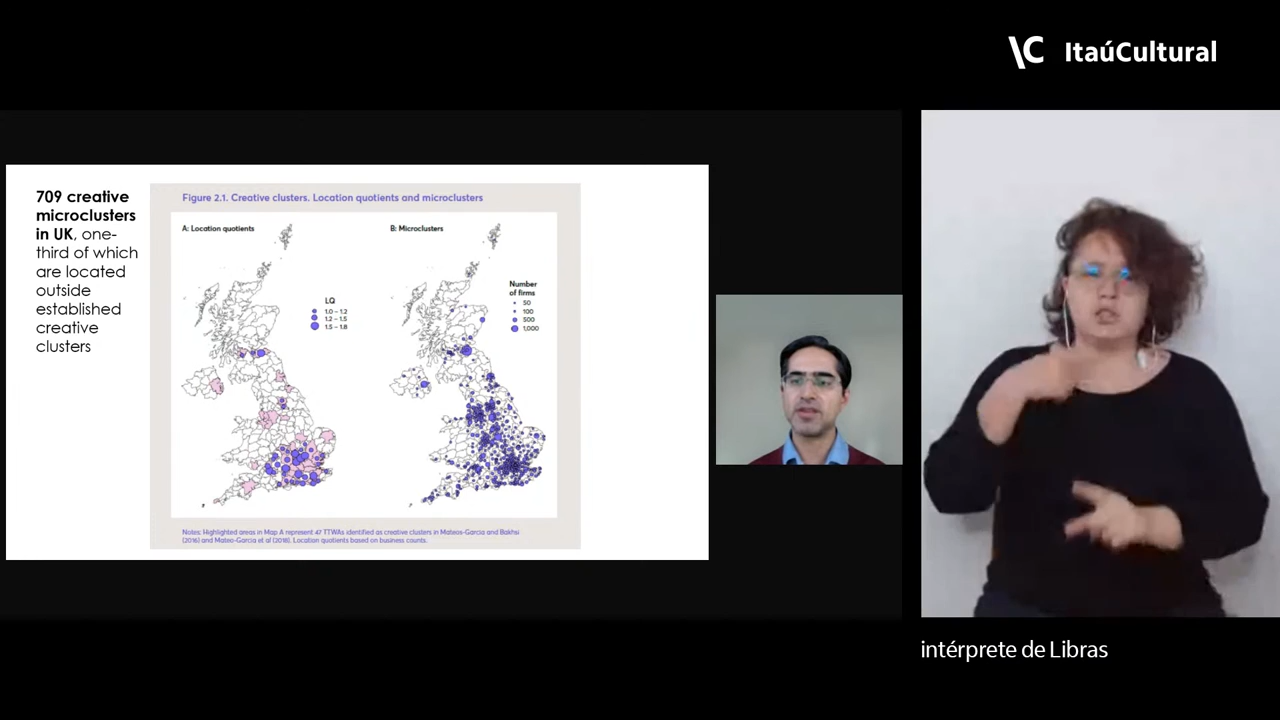 \C ItaúCultural
709 creative
microclusters
in UK, one-
third of which
are located
outside
established
creative
clusters
Figure 2.1. Creative clusters. Location quotients and microclusters
A: Location quotients
LQ
1.0 – 1.2
1.2 – 1.5
1.5 – 1.8
B: Microclusters
Number
of firms
50
100
500
1,000
Notes: Highlighted areas in Map A represent 47 TTWAs identified as creative clusters in Mateos-Garcia and Bakhsi
(2016) and Mateo-Garcia et al (2018). Location quotients based on business counts.
intérprete de Libras